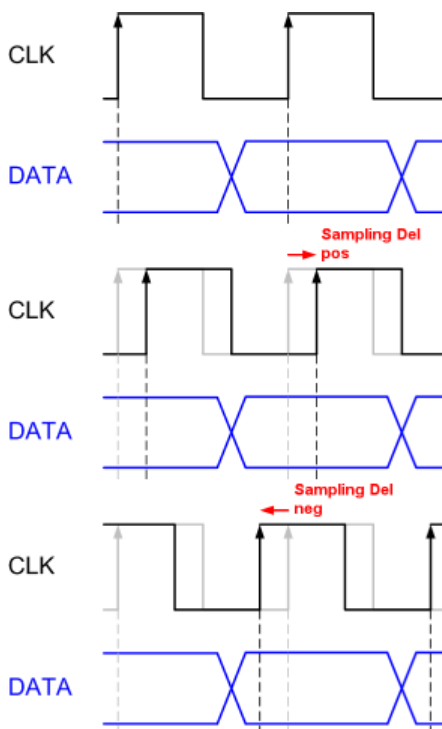 CLK
DATA
Sampling Del
pos
CLK
DATA
Sampling Del
neg
CLK
DATA